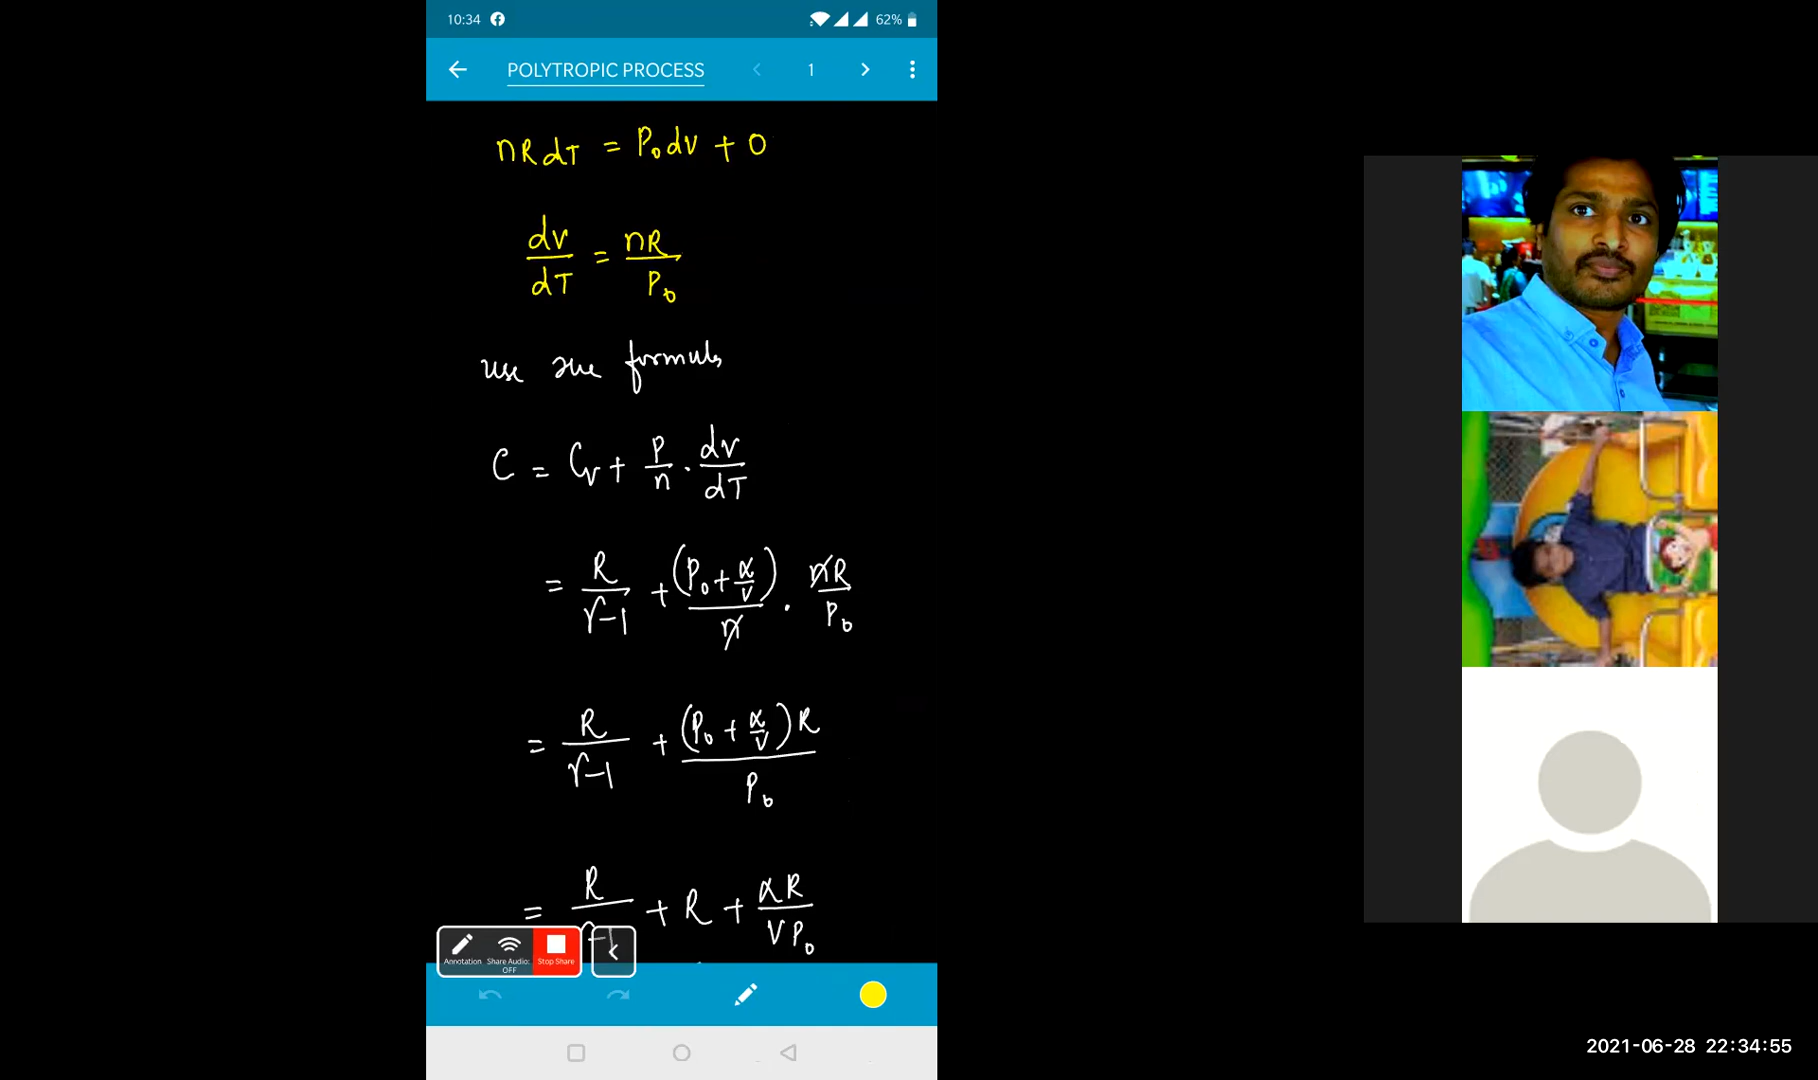 10:34 62%
POLYTROPIC PROCESS 1
nRdT = P₀dv + 0
dv/dT = nR/P₀
use the formula
C = Cv + P/n · dv/dT
= R/(γ-1) + (P₀ + α/v)/n · nR/P₀
= R/(γ-1) + (P₀ + α/v)R/P₀
= R/(γ-1) + R + αR/VP₀
Annotation Share Audio: OFF Stop Share
2021-06-28 22:34:55